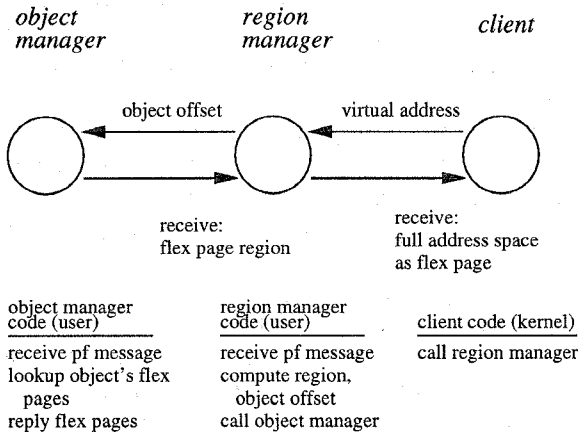 object
manager
region
manager
client
object offset
virtual address
receive:
flex page region
receive:
full address space
as flex page
object manager
code (user)
receive pf message
lookup object's flex
pages
reply flex pages
region manager
code (user)
receive pf message
compute region,
object offset
call object manager
client code (kernel)
call region manager